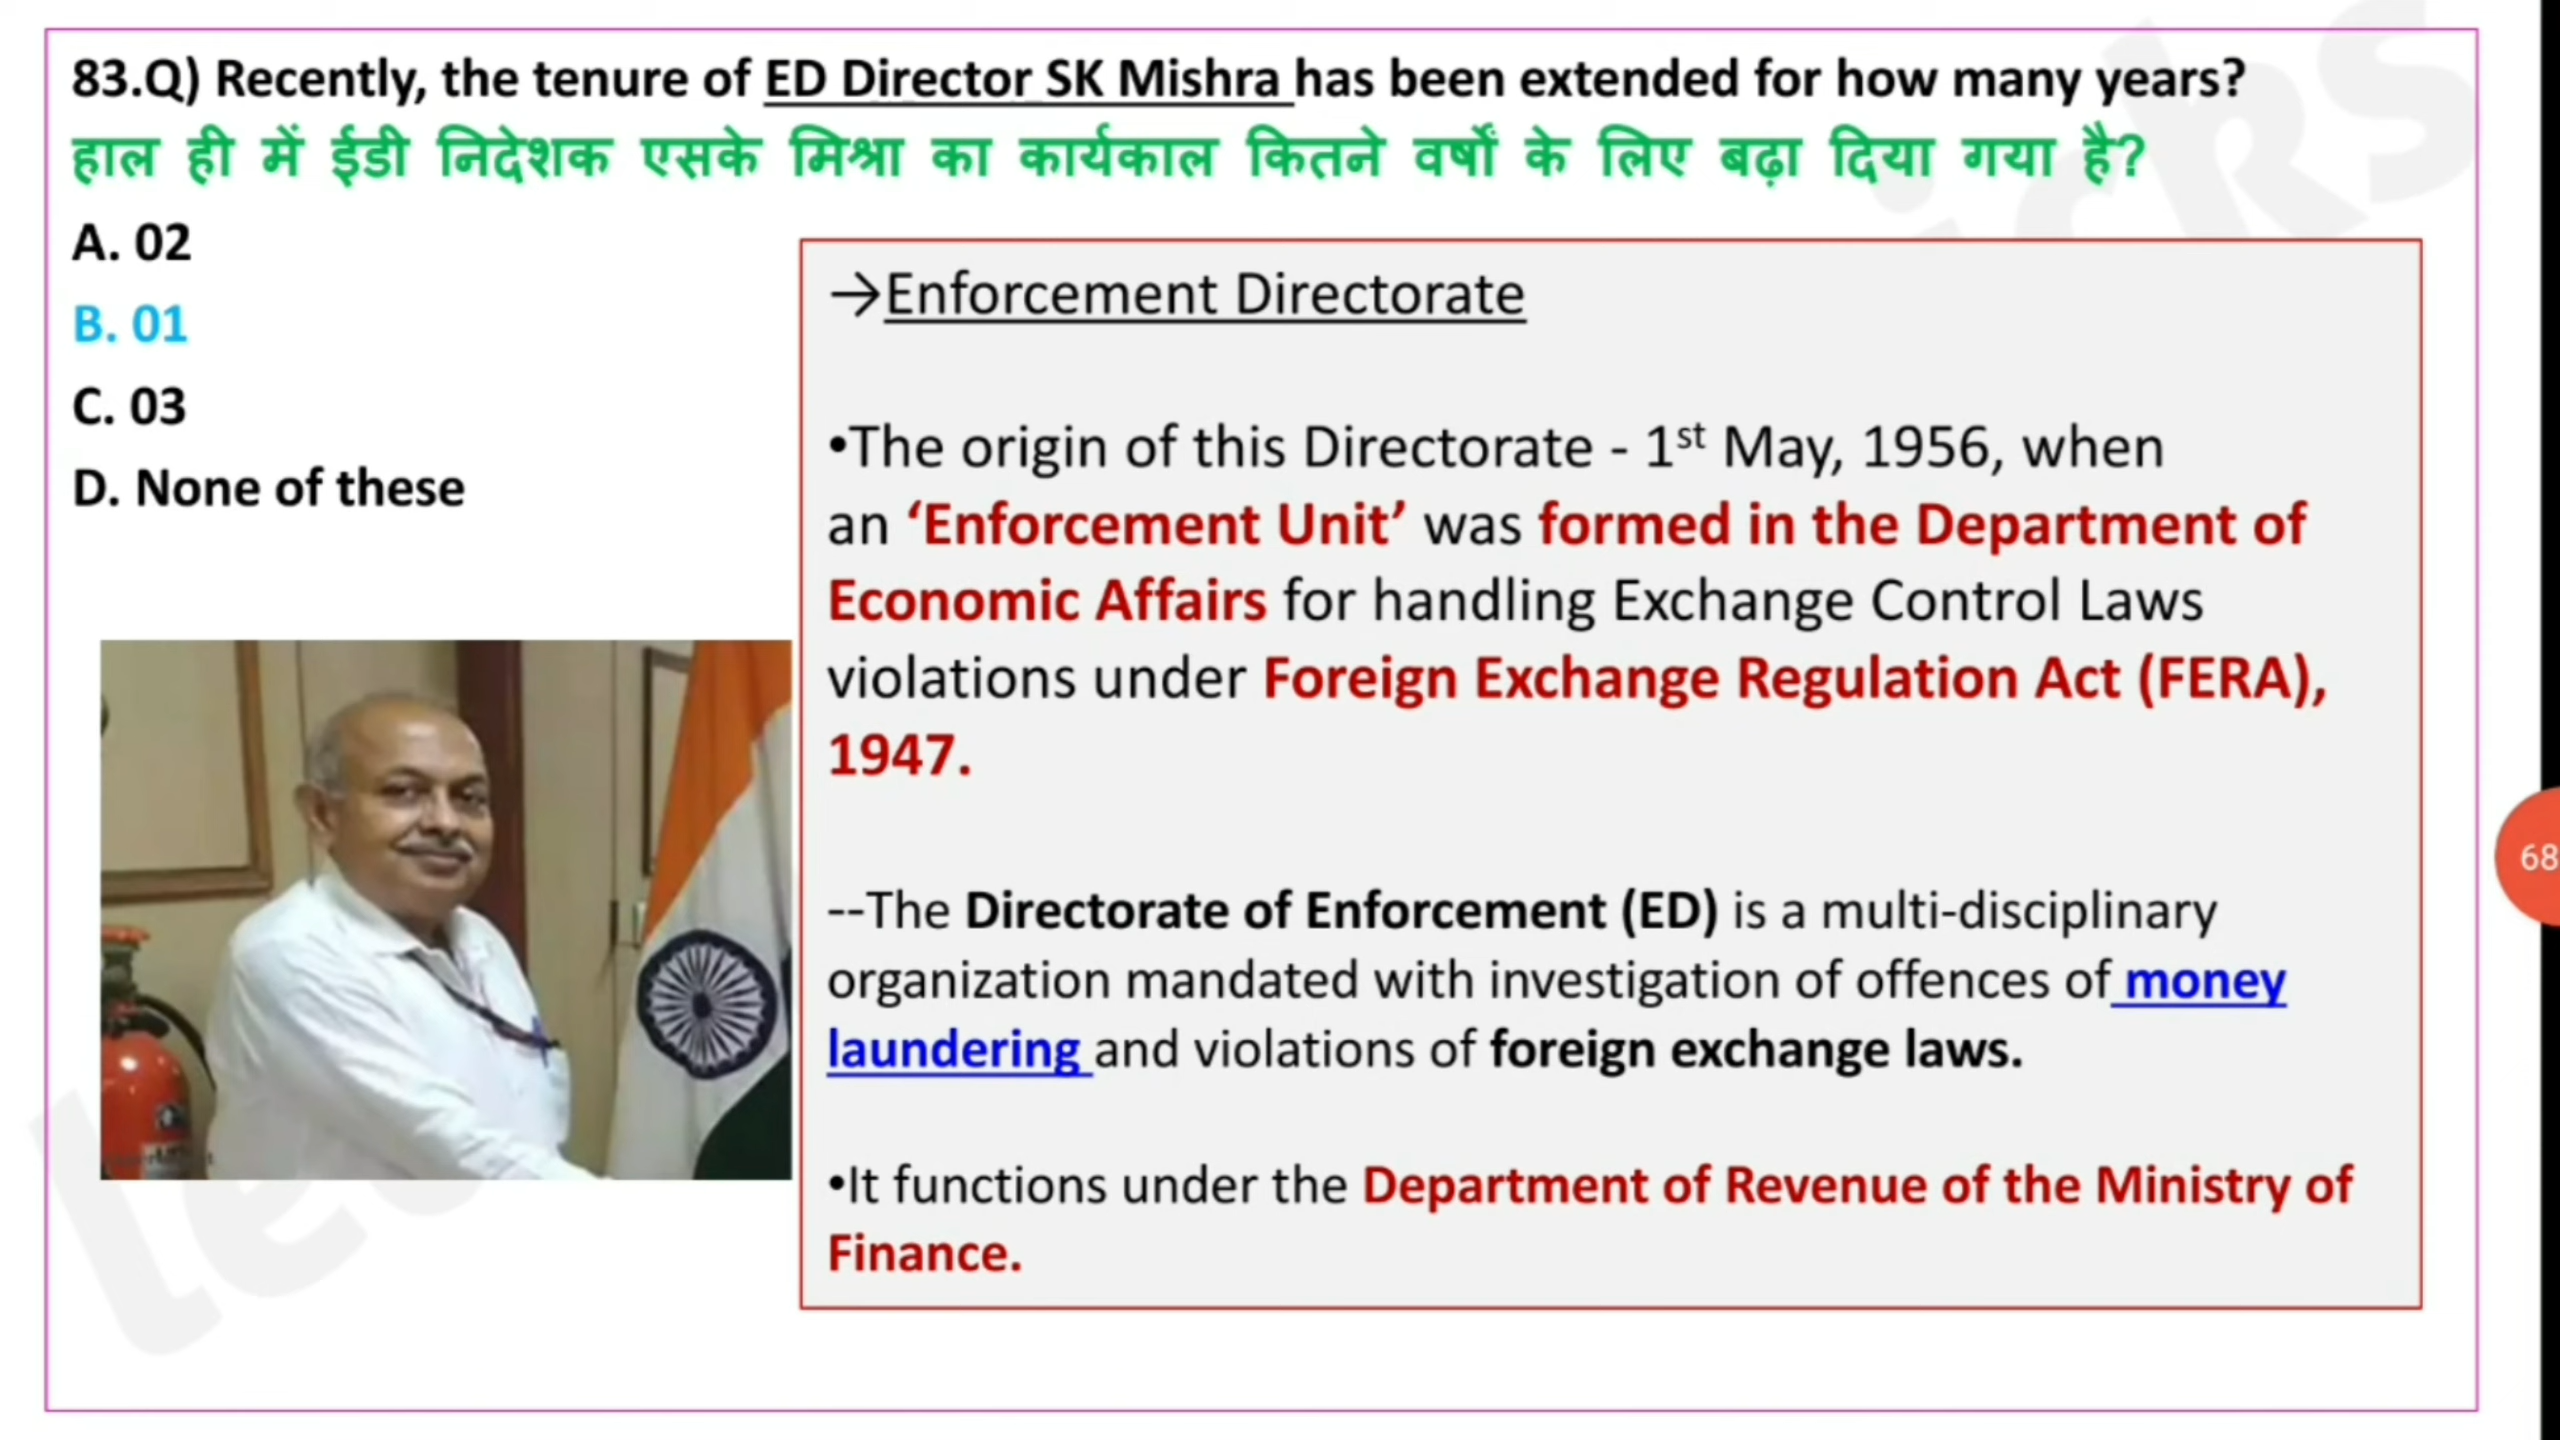 83.Q) Recently, the tenure of ED Director SK Mishra has been extended for how many years?
हाल ही में ईडी निदेशक एसके मिश्रा का कार्यकाल कितने वर्षों के लिए बढ़ा दिया गया है?
A. 02
B. 01
C. 03
D. None of these
→Enforcement Directorate
•The origin of this Directorate - 1st May, 1956, when
an ‘Enforcement Unit’ was formed in the Department of
Economic Affairs for handling Exchange Control Laws
violations under Foreign Exchange Regulation Act (FERA),
1947.
--The Directorate of Enforcement (ED) is a multi-disciplinary
organization mandated with investigation of offences of money
laundering and violations of foreign exchange laws.
•It functions under the Department of Revenue of the Ministry of
Finance.
68